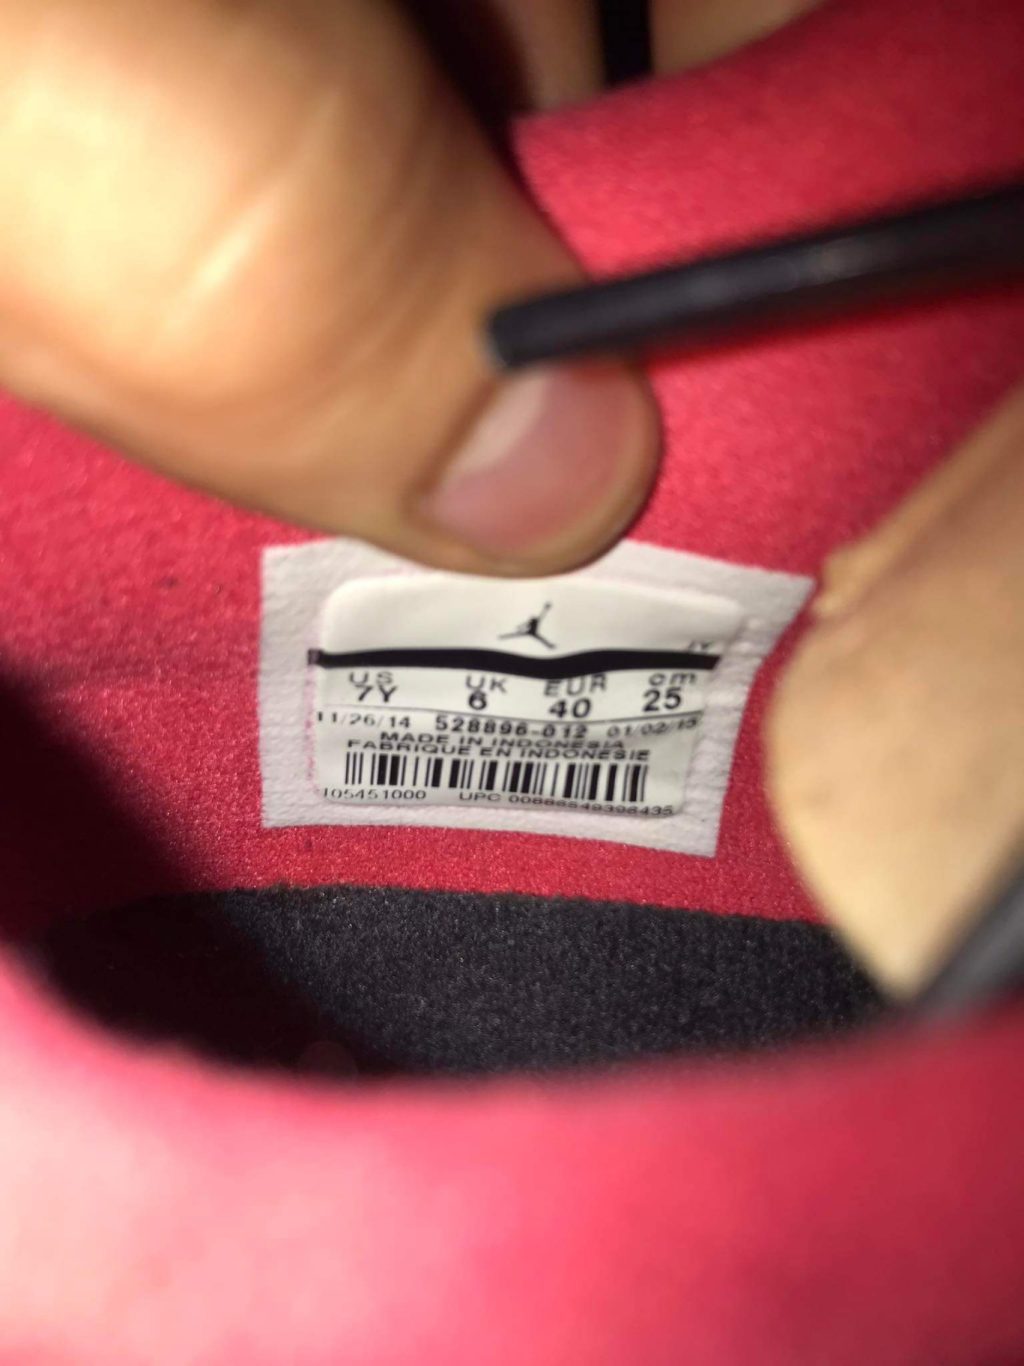 US UK EUR cm
7Y 6 40 25
11/26/14 528896-012 01/02/15
MADE IN INDONESIA
FABRIQUE EN INDONESIE
105451000 UPC 00886549396435